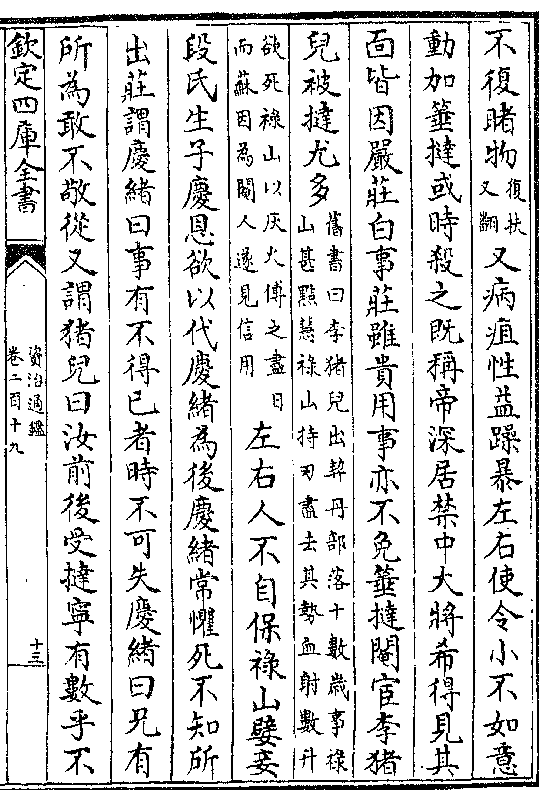 不復睹物復扶又翻又病疽性益躁暴左右使令小不如意
動加箠撻或時殺之既稱帝深居禁中大將希得見其
面皆因嚴莊白事莊雖貴用事亦不免箠撻閹宦李猪
兒被撻尤多舊書曰李猪兒出契丹部落十數歲事祿山甚黠慧祿山持刃盡去其勢血射數升
欲死祿山以灰火傅之盡日而蘇因為閹人遂見信用左右人不自保祿山嬖妾
段氏生子慶恩欲以代慶緒為後慶緒常懼死不知所
出莊謂慶緒曰事有不得已者時不可失慶緒曰兄有
所為敢不敬從又謂猪兒曰汝前後受撻寧有數乎不
欽定四庫全書
資治通鑑
卷二百十九
十三